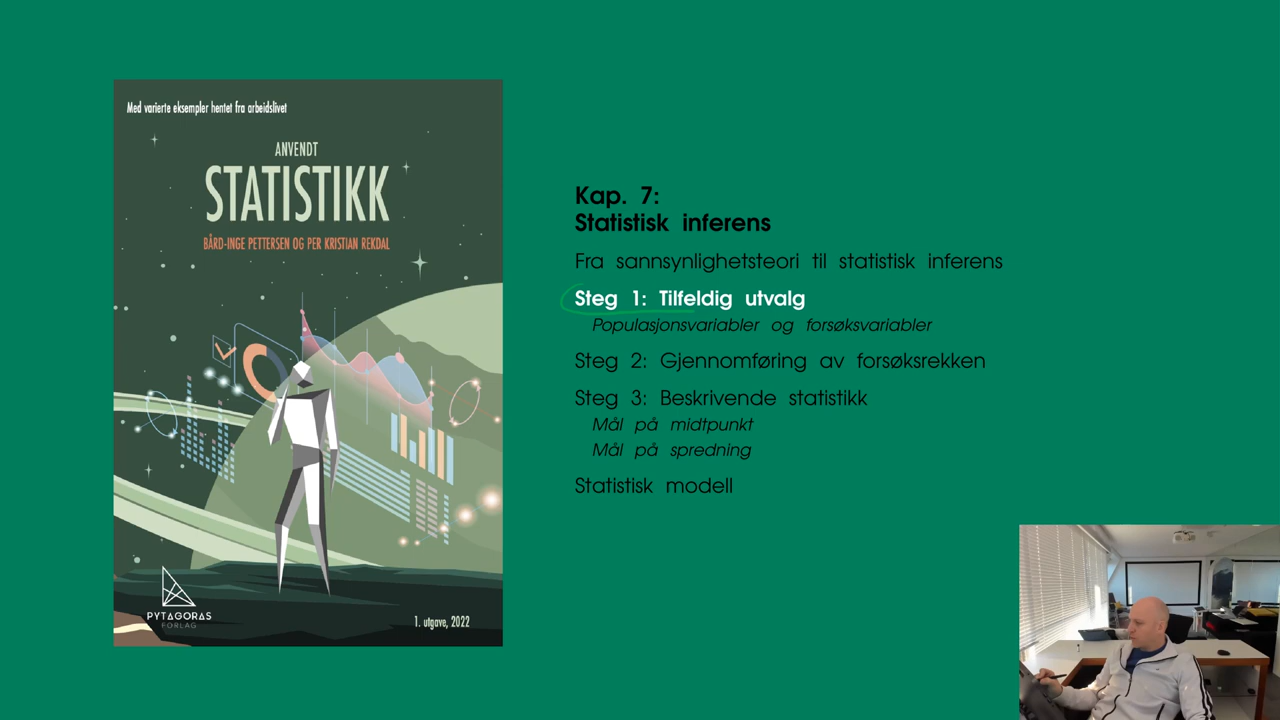 Med varierte eksempler hentet fra arbeidslivet
ANVENDT
STATISTIKK
BÅRD-INGE PETTERSEN OG PER KRISTIAN REKDAL
PYTAGORAS
FORLAG
1. utgave, 2022
Kap. 7:
Statistisk inferens
Fra sannsynlighetsteori til statistisk inferens
Steg 1: Tilfeldig utvalg
Populasjonsvariabler og forsøksvariabler
Steg 2: Gjennomføring av forsøksrekken
Steg 3: Beskrivende statistikk
Mål på midtpunkt
Mål på spredning
Statistisk modell